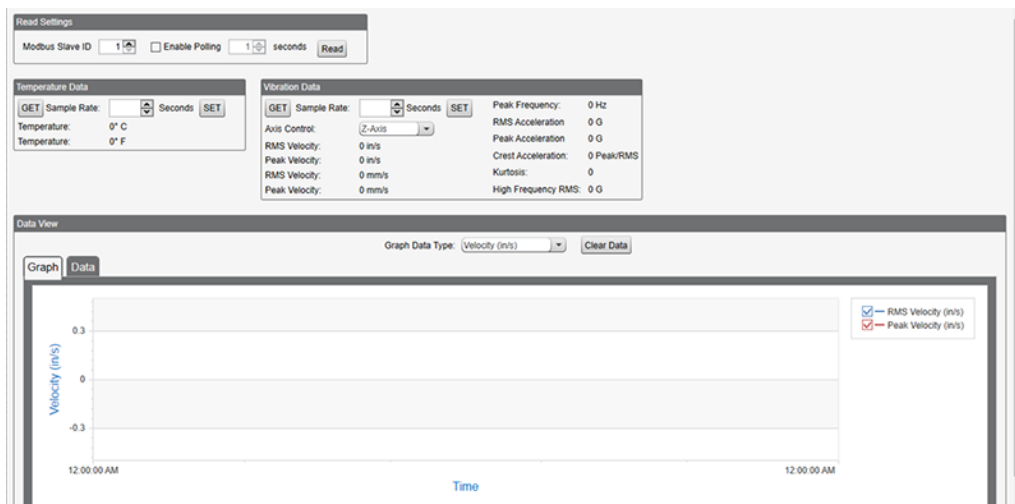 Read Settings
Modbus Slave ID 1 Enable Polling 1 seconds Read
Temperature Data
GET Sample Rate: Seconds SET
Temperature: 0° C
Temperature: 0° F
Vibration Data
GET Sample Rate: Seconds SET
Axis Control: Z-Axis
RMS Velocity: 0 in/s
Peak Velocity: 0 in/s
RMS Velocity: 0 mm/s
Peak Velocity: 0 mm/s
Peak Frequency: 0 Hz
RMS Acceleration 0 G
Peak Acceleration 0 G
Crest Acceleration: 0 Peak/RMS
Kurtosis: 0
High Frequency RMS: 0 G
Data View
Graph Data Type: Velocity (in/s) Clear Data
Graph Data
RMS Velocity (in/s)
Peak Velocity (in/s)
Velocity (in/s)
0.3
0
-0.3
12:00:00 AM 12:00:00 AM
Time